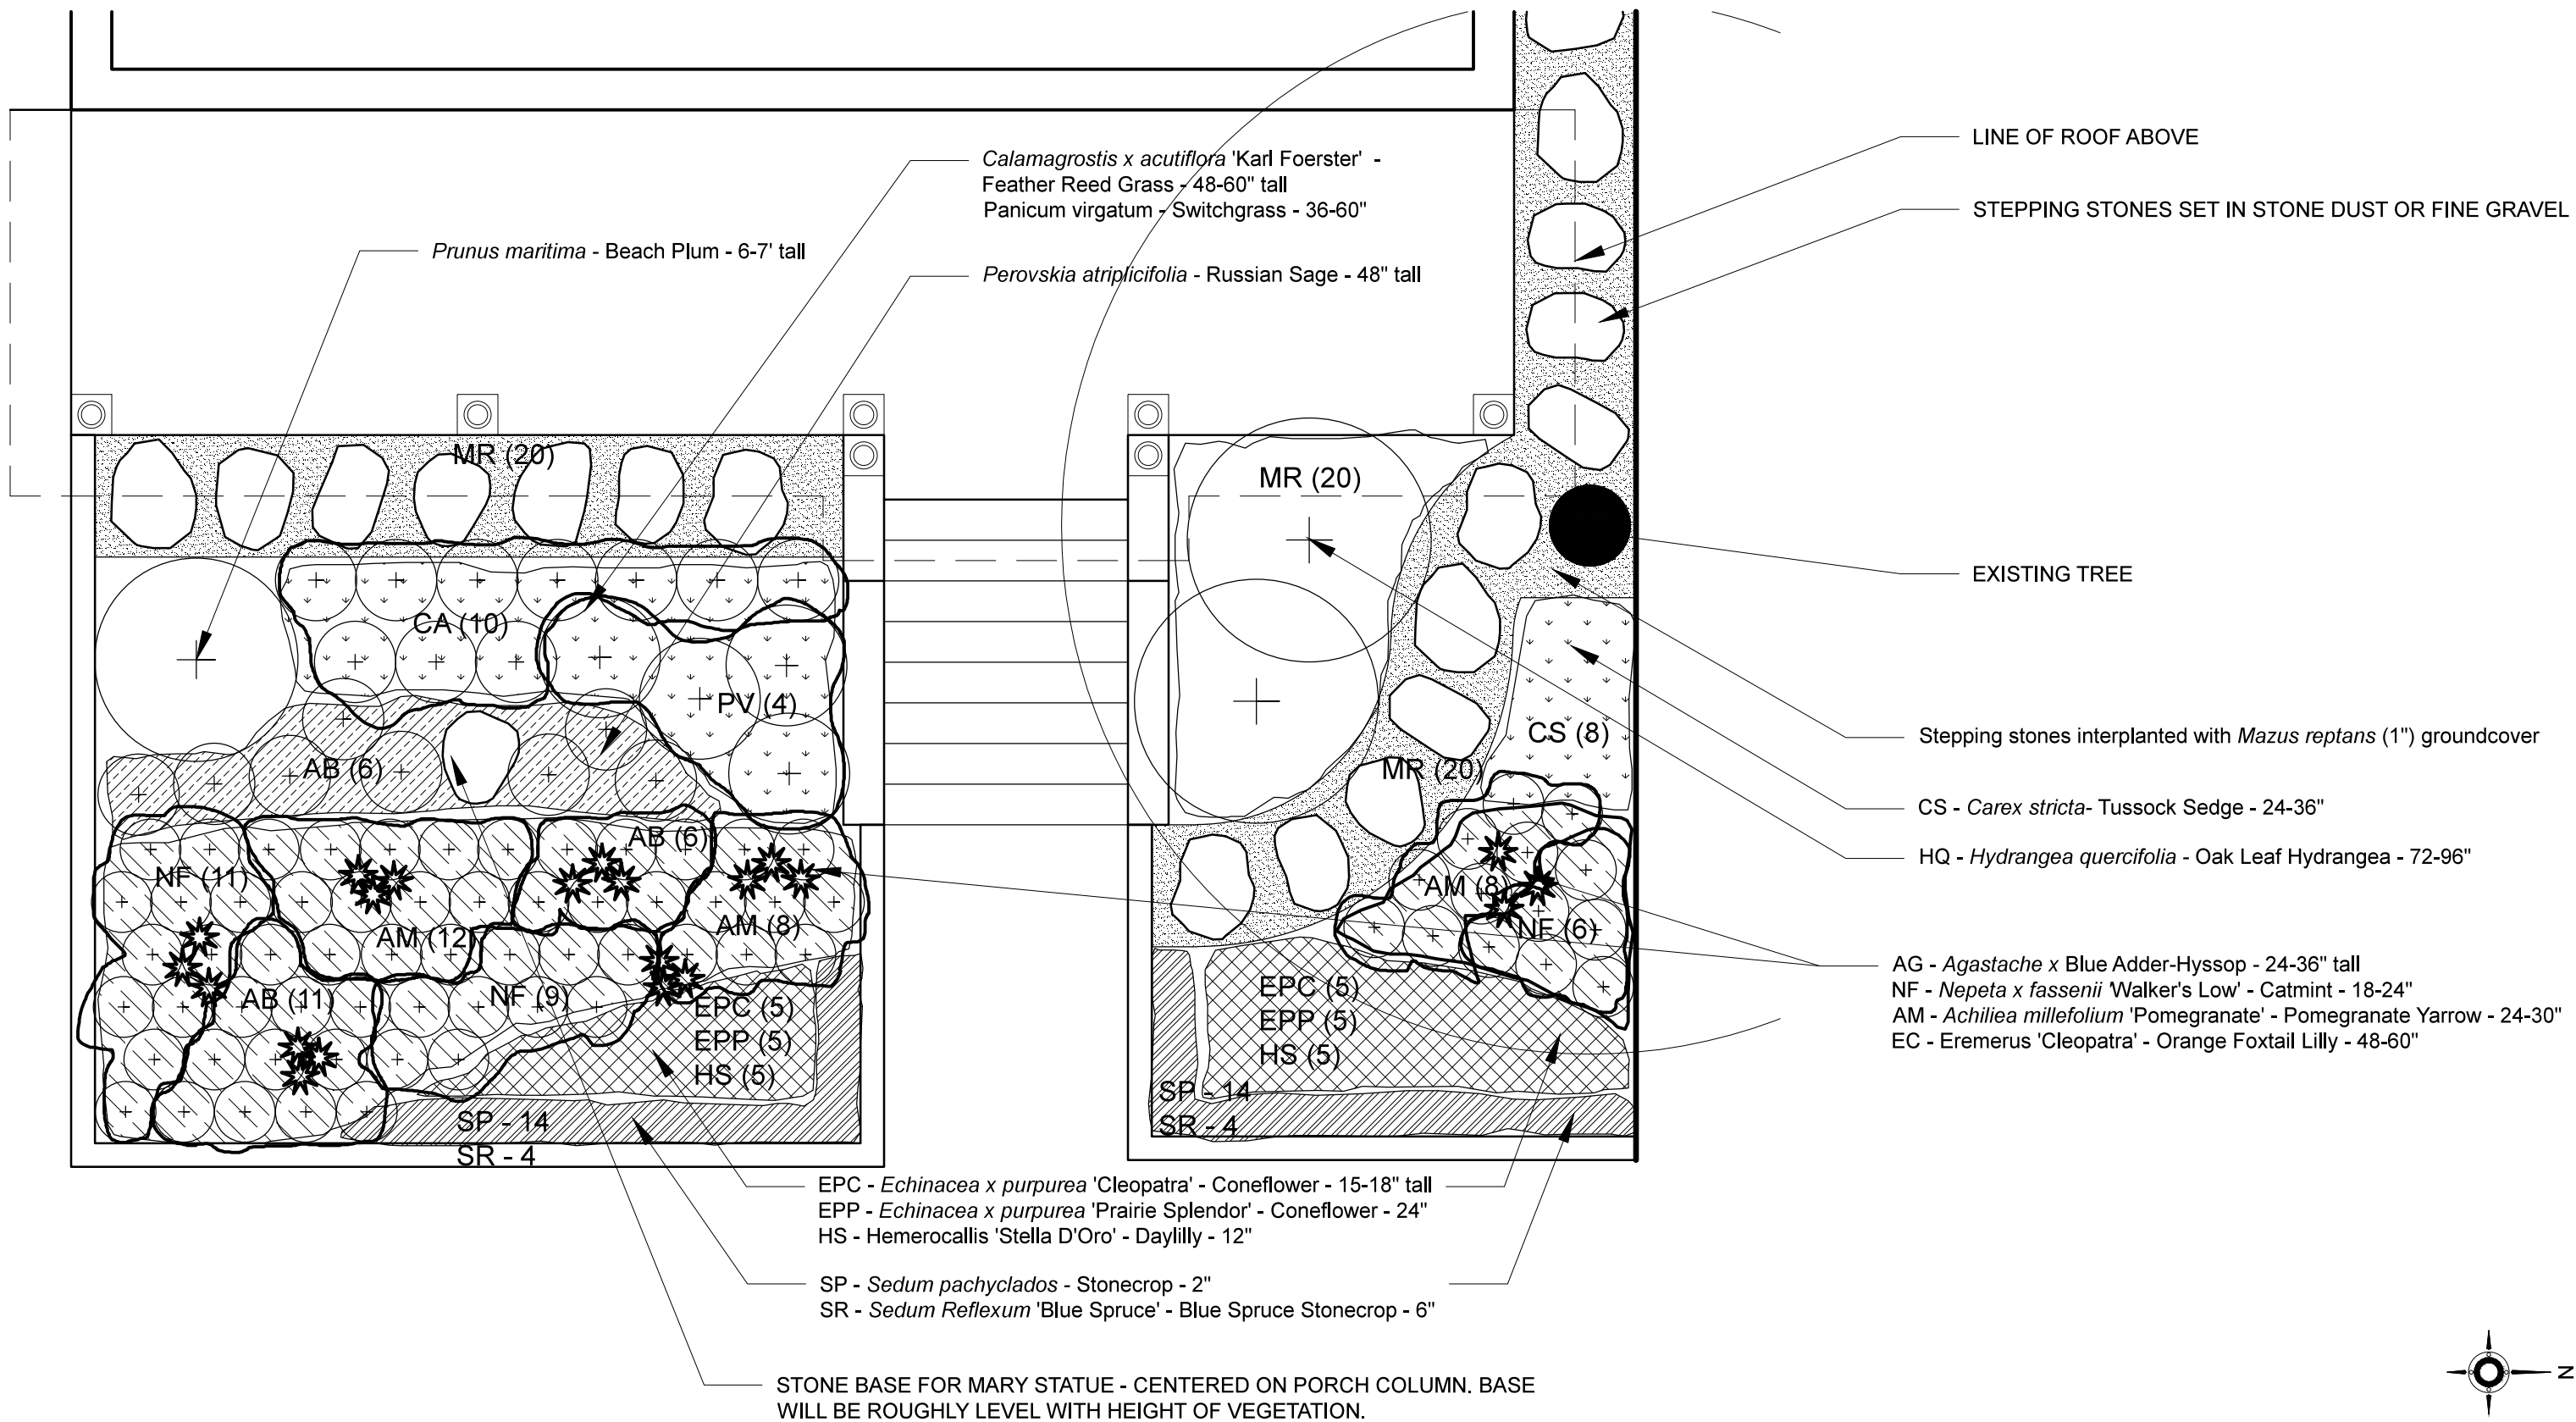 LINE OF ROOF ABOVE
Calamagrostis x acutiflora 'Karl Foerster' -
Feather Reed Grass - 48-60" tall
Panicum virgatum - Switchgrass - 36-60"
STEPPING STONES SET IN STONE DUST OR FINE GRAVEL
Prunus maritima - Beach Plum - 6-7' tall
Perovskia atriplicifolia - Russian Sage - 48" tall
MR (20)
MR (20)
EXISTING TREE
CA (10)
PV (4)
CS (8)
Stepping stones interplanted with Mazus reptans (1") groundcover
AB (6)
MR (20)
CS - Carex stricta- Tussock Sedge - 24-36"
AB (6)
HQ - Hydrangea quercifolia - Oak Leaf Hydrangea - 72-96"
NF (11)
AM (8)
AM (12)
AM (8)
NF (6)
AG - Agastache x Blue Adder-Hyssop - 24-36" tall
NF - Nepeta x fassenii 'Walker's Low' - Catmint - 18-24"
AM - Achiliea millefolium 'Pomegranate' - Pomegranate Yarrow - 24-30"
EC - Eremerus 'Cleopatra' - Orange Foxtail Lilly - 48-60"
AB (11)
NF (9)
EPC (5)
EPP (5)
HS (5)
EPC (5)
EPP (5)
HS (5)
SP - 14
SR - 4
SP - 14
SR - 4
EPC - Echinacea x purpurea 'Cleopatra' - Coneflower - 15-18" tall
EPP - Echinacea x purpurea 'Prairie Splendor' - Coneflower - 24"
HS - Hemerocallis 'Stella D'Oro' - Daylilly - 12"
SP - Sedum pachyclados - Stonecrop - 2"
SR - Sedum Reflexum 'Blue Spruce' - Blue Spruce Stonecrop - 6"
STONE BASE FOR MARY STATUE - CENTERED ON PORCH COLUMN. BASE
WILL BE ROUGHLY LEVEL WITH HEIGHT OF VEGETATION.
N